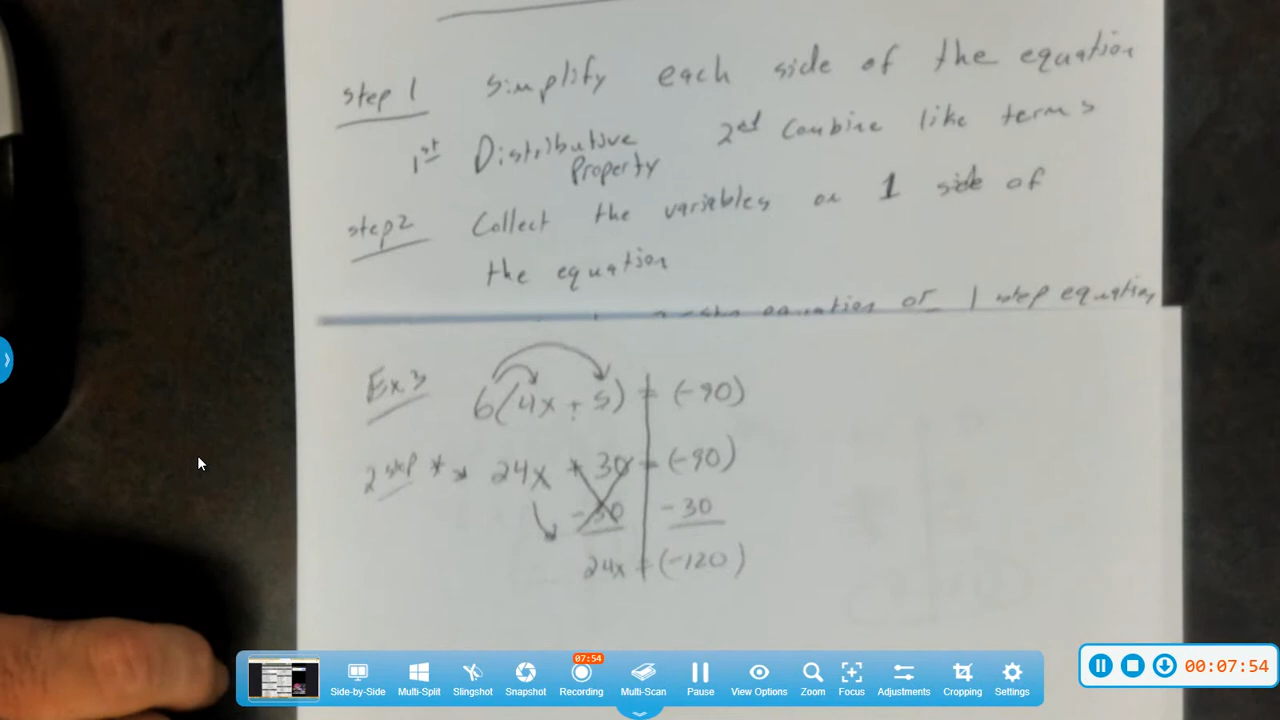 step 1 simplify each side of the equation
1st Distributive Property 2nd Combine like terms
step2 Collect the variables on 1 side of
the equation
equation or 1 step equation
Ex.3 6(4x + 5) = (-90)
2 step * 24x + 30 = (-90)
-30 -30
24x = (-120)
07:54
Side-by-Side Multi-Split Slingshot Snapshot Recording Multi-Scan Pause View Options Zoom Focus Adjustments Cropping Settings
00:07:54